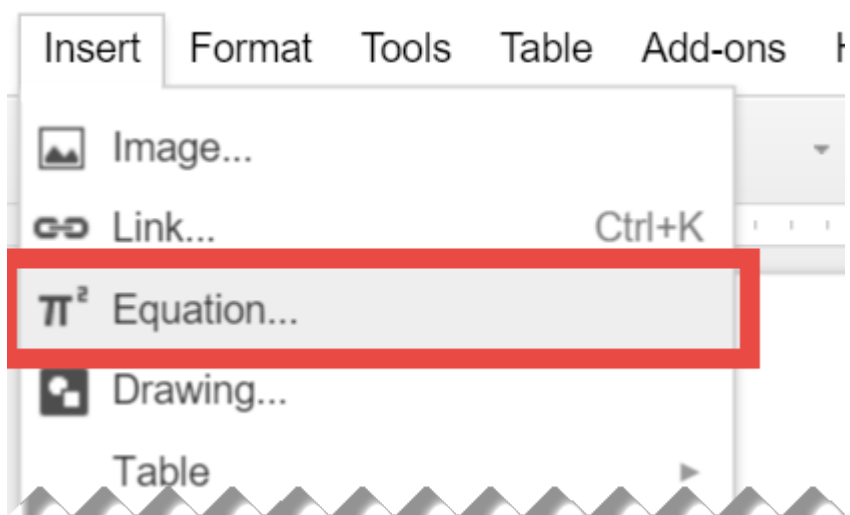 Insert Format Tools Table Add-ons
Image...
Link... Ctrl+K
π² Equation...
Drawing...
Table